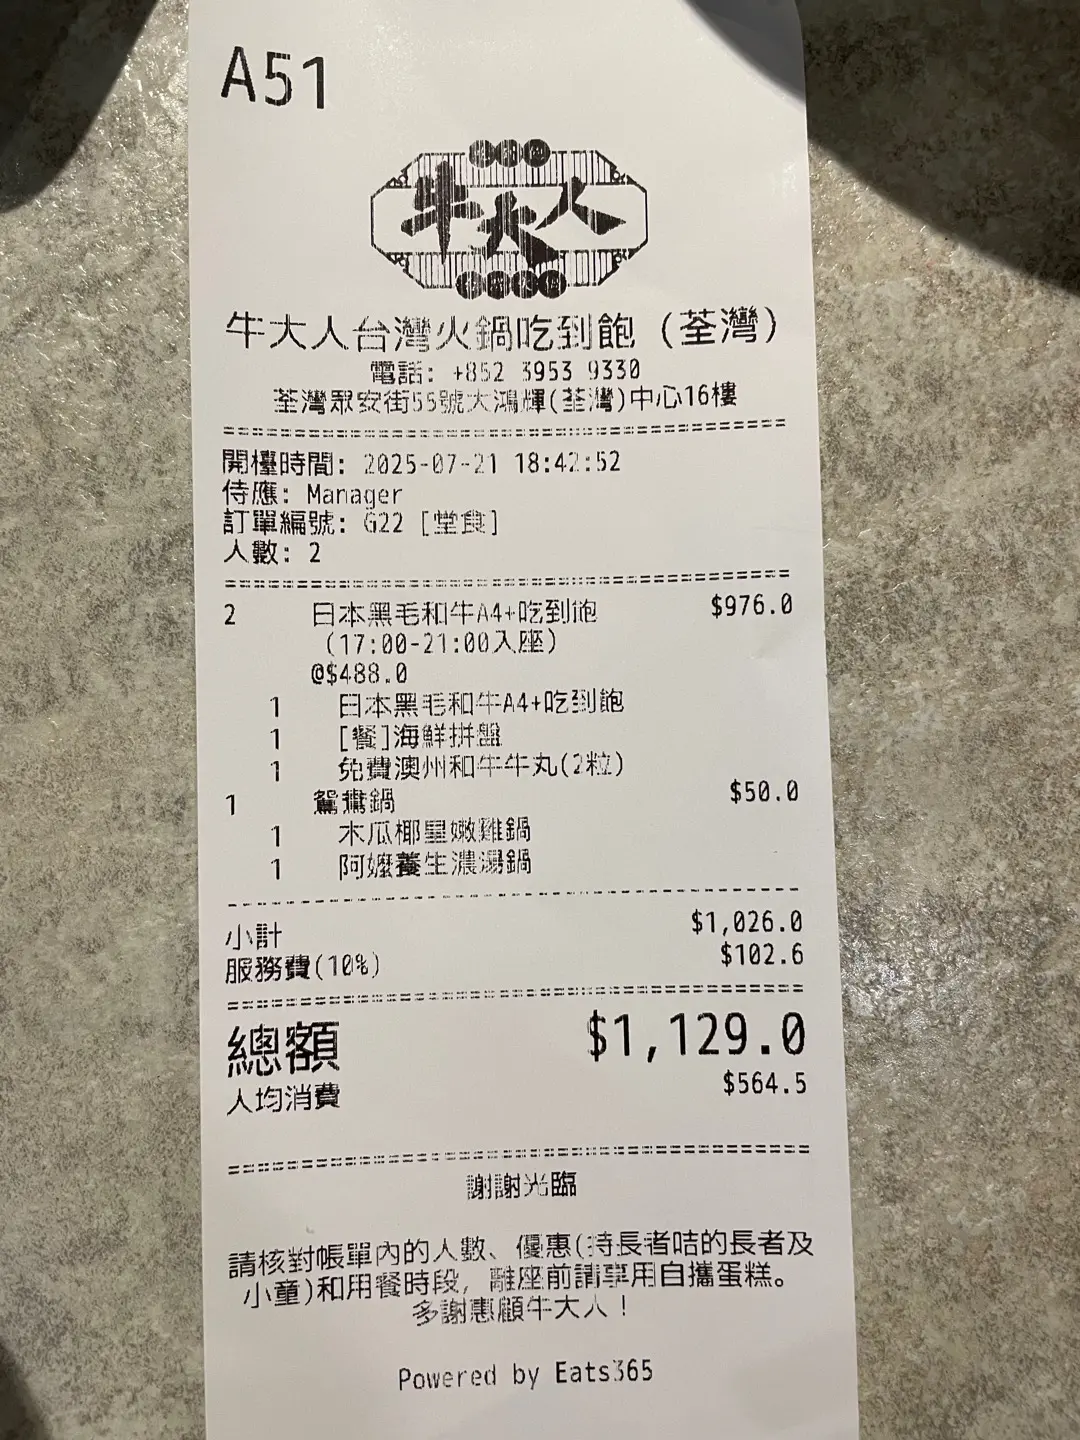 A51
牛大人
牛大人台灣火鍋吃到飽 (荃灣)
電話: +852 3953 9330
荃灣眾安街55號大鴻輝(荃灣)中心16樓
開檯時間: 2025-07-21 18:42:52
侍應: Manager
訂單編號: G22 [堂食]
人數: 2
2 日本黑毛和牛A4+吃到飽 $976.0
(17:00-21:00入座)
@$488.0
1 日本黑毛和牛A4+吃到飽
1 [餐]海鮮拼盤
1 免費澳州和牛牛丸(2粒)
1 鴛鴦鍋 $50.0
1 木瓜椰皇嫩雞鍋
1 阿嬤養生濃湯鍋
小計 $1,026.0
服務費(10%) $102.6
總額 $1,129.0
人均消費 $564.5
謝謝光臨
請核對帳單內的人數、優惠(持長者咭的長者及
小童)和用餐時段, 離座前請享用自攜蛋糕。
多謝惠顧牛大人!
Powered by Eats365